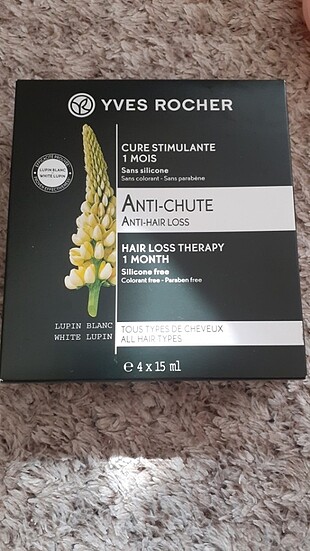 YR YVES ROCHER
CURE STIMULANTE
1 MOIS
Sans silicone
Sans colorant - Sans parabène
LUPIN BLANC
WHITE LUPIN
ANTI-CHUTE
ANTI-HAIR LOSS
HAIR LOSS THERAPY
1 MONTH
Silicone free
Colorant free - Paraben free
LUPIN BLANC
WHITE LUPIN
TOUS TYPES DE CHEVEUX
ALL HAIR TYPES
e 4 x 15 ml